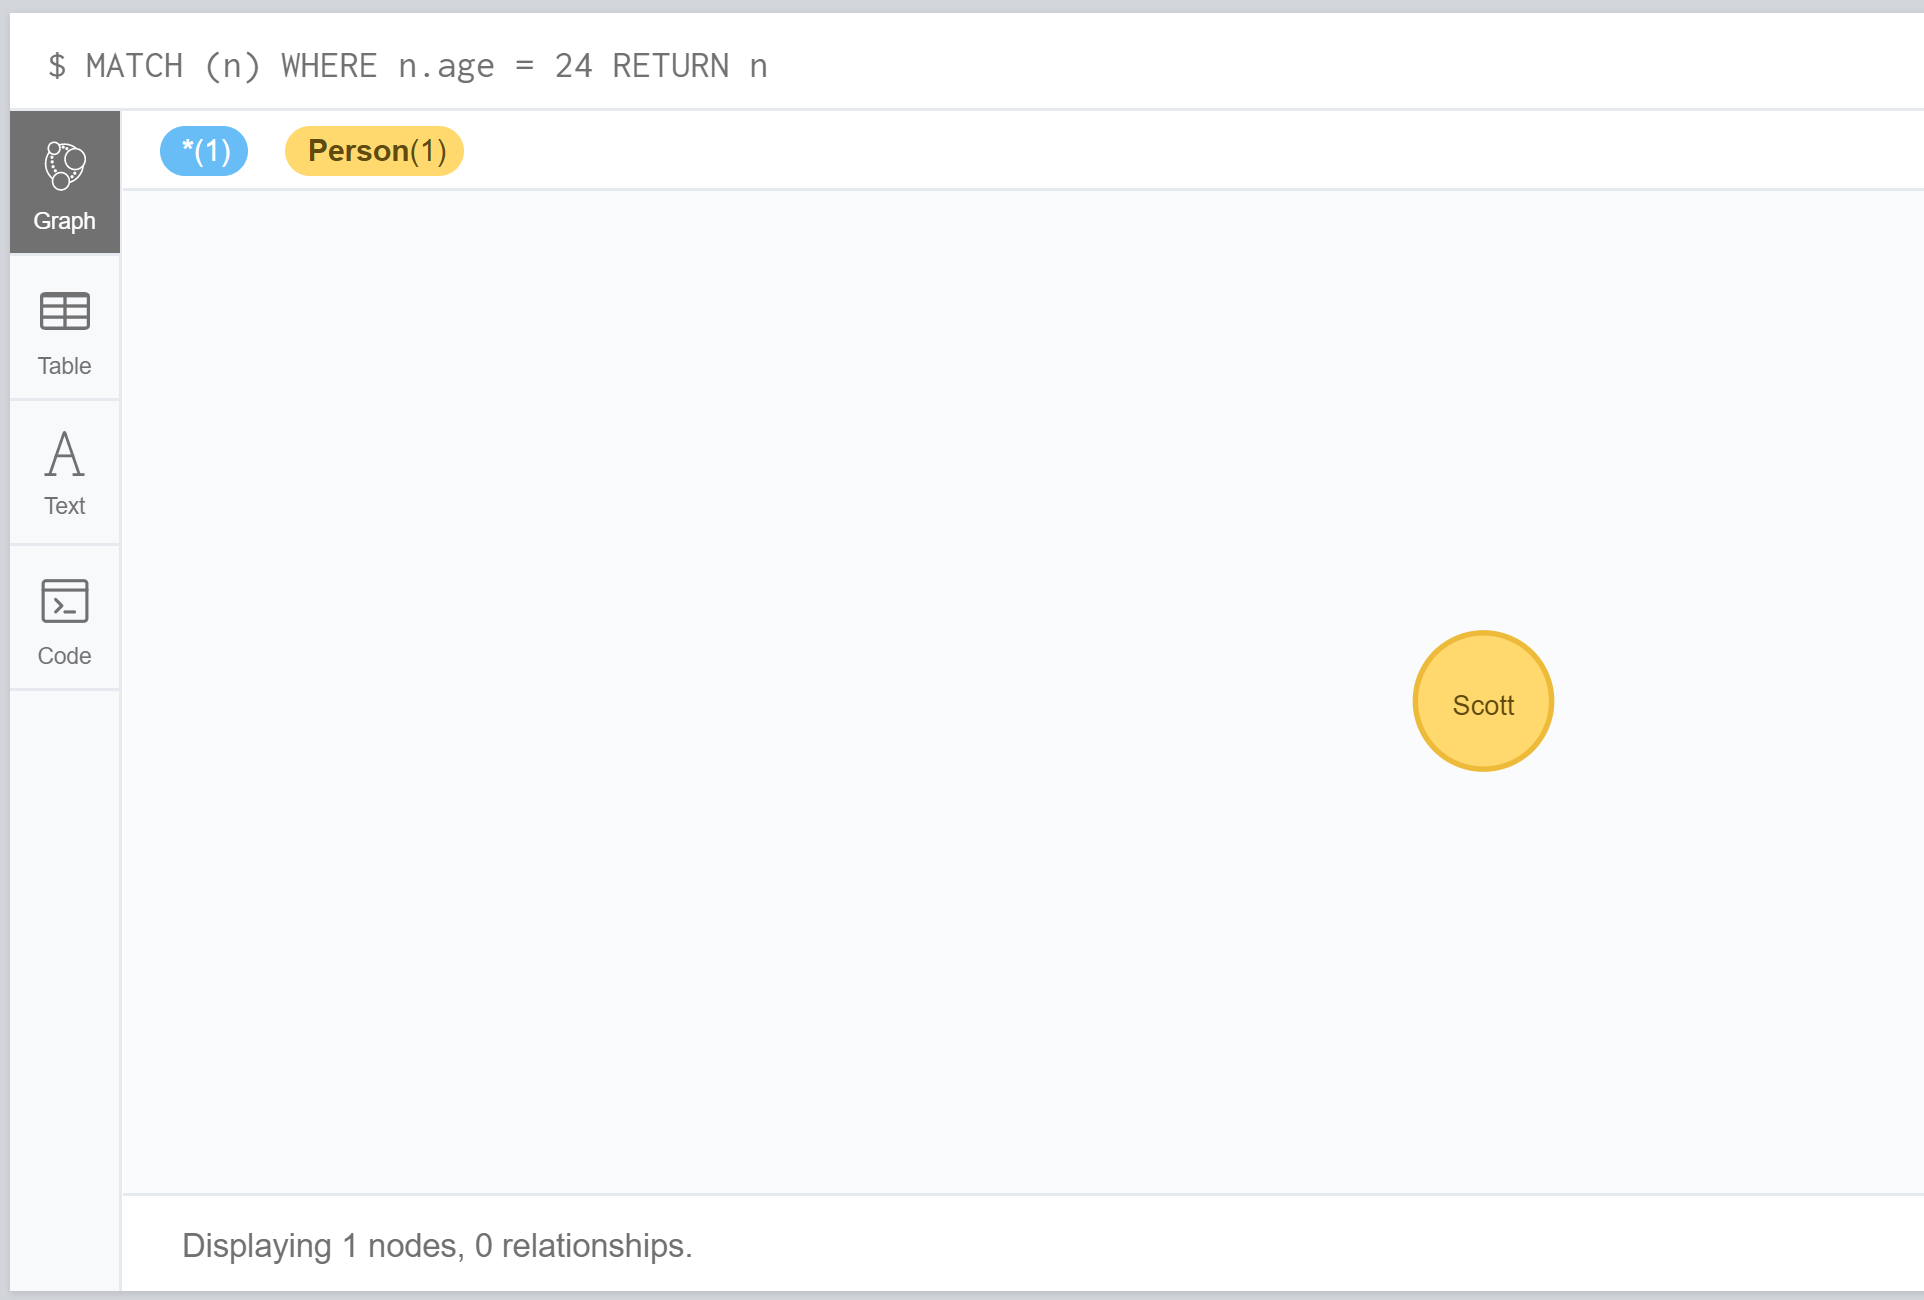 $ MATCH (n) WHERE n.age = 24 RETURN n
*(1) Person(1)
Graph
Table
Text
Code
Scott
Displaying 1 nodes, 0 relationships.